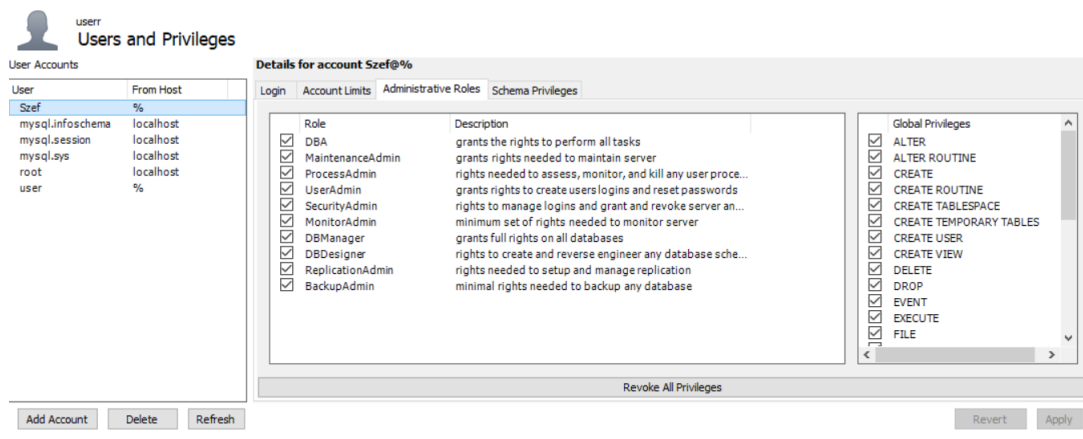 userr
Users and Privileges
User Accounts
User From Host
Szef %
mysql.infoschema localhost
mysql.session localhost
mysql.sys localhost
root localhost
user %
Add Account Delete Refresh
Details for account Szef@%
Login Account Limits Administrative Roles Schema Privileges
Role Description
DBA grants the rights to perform all tasks
MaintenanceAdmin grants rights needed to maintain server
ProcessAdmin rights needed to assess, monitor, and kill any user proce...
UserAdmin grants rights to create users logins and reset passwords
SecurityAdmin rights to manage logins and grant and revoke server an...
MonitorAdmin minimum set of rights needed to monitor server
DBManager grants full rights on all databases
DBDesigner rights to create and reverse engineer any database sche...
ReplicationAdmin rights needed to setup and manage replication
BackupAdmin minimal rights needed to backup any database
Global Privileges
ALTER
ALTER ROUTINE
CREATE
CREATE ROUTINE
CREATE TABLESPACE
CREATE TEMPORARY TABLES
CREATE USER
CREATE VIEW
DELETE
DROP
EVENT
EXECUTE
FILE
Revoke All Privileges
Revert Apply